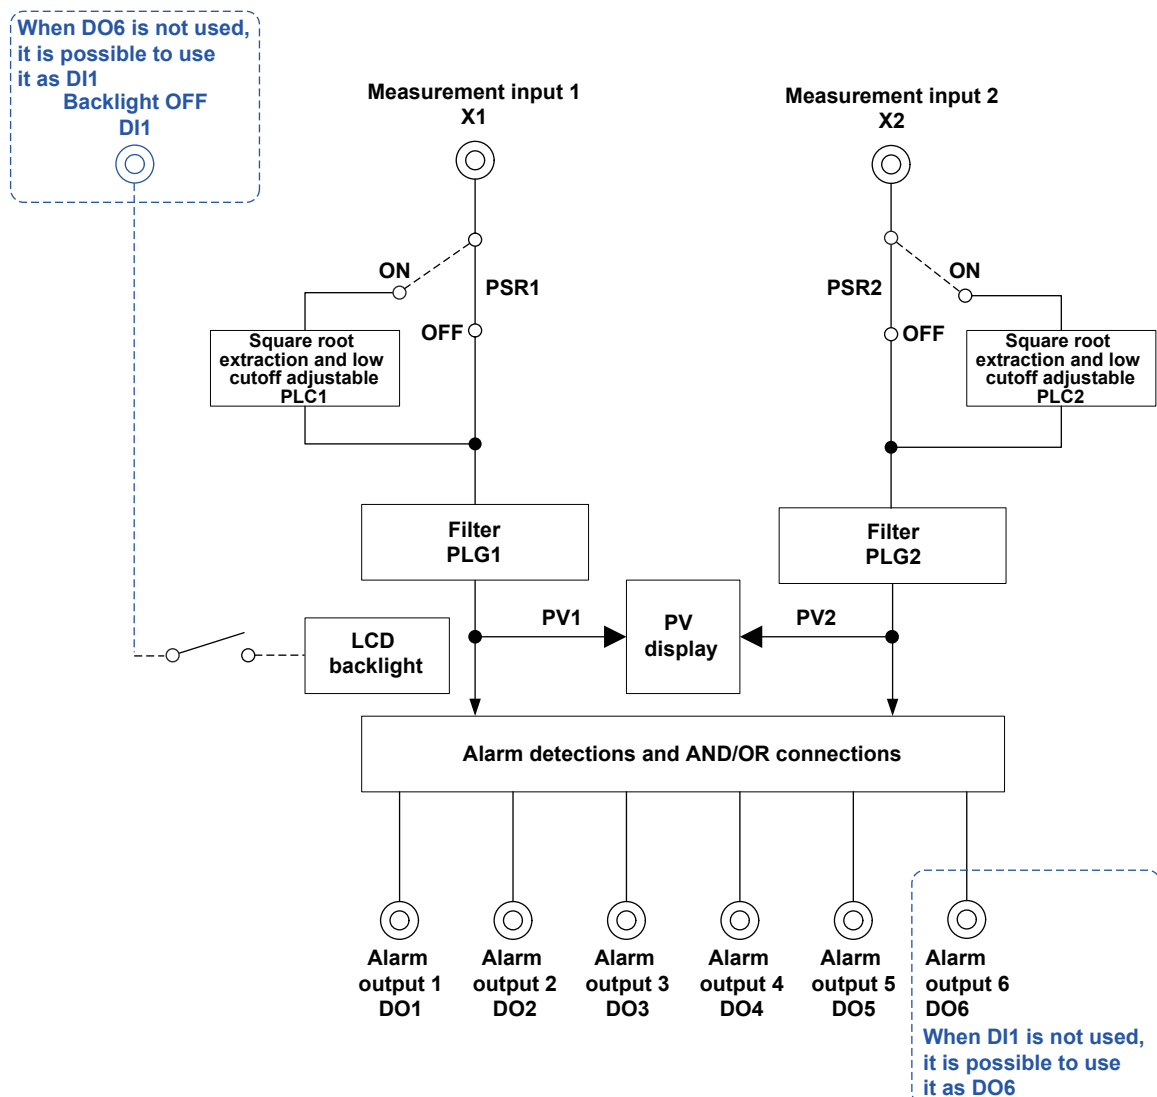 When DO6 is not used,
it is possible to use
it as DI1
Backlight OFF
DI1
Measurement input 1
X1
Measurement input 2
X2
ON
PSR1
OFF
Square root
extraction and low
cutoff adjustable
PLC1
PSR2
ON
OFF
Square root
extraction and low
cutoff adjustable
PLC2
Filter
PLG1
Filter
PLG2
PV1
PV
display
PV2
LCD
backlight
Alarm detections and AND/OR connections
Alarm
output 1
DO1
Alarm
output 2
DO2
Alarm
output 3
DO3
Alarm
output 4
DO4
Alarm
output 5
DO5
Alarm
output 6
DO6
When DI1 is not used,
it is possible to use
it as DO6